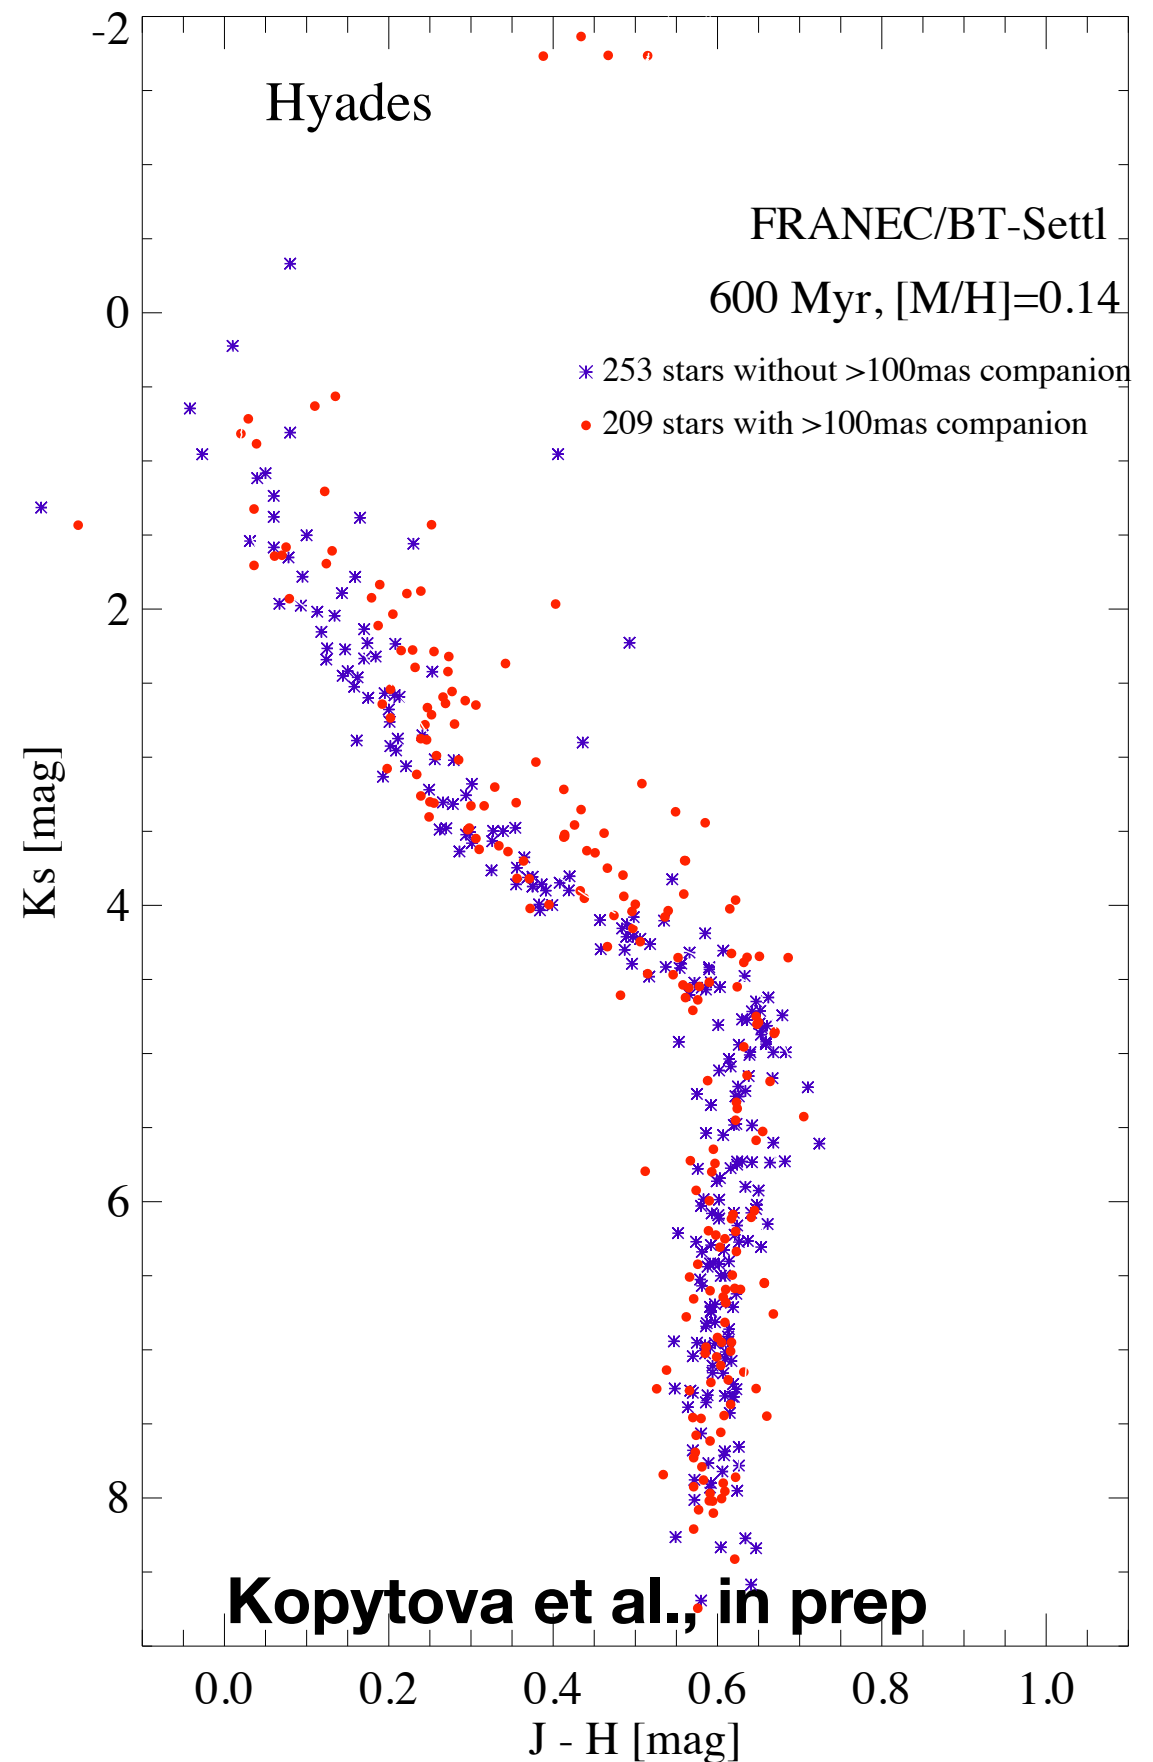 -2
Hyades
FRANEC/BT-Settl
0
600 Myr, [M/H]=0.14
253 stars without >100mas companion
209 stars with >100mas companion
2
Ks [mag]
4
6
8
Kopytova et al., in prep
0.0 0.2 0.4 0.6 0.8 1.0
J - H [mag]